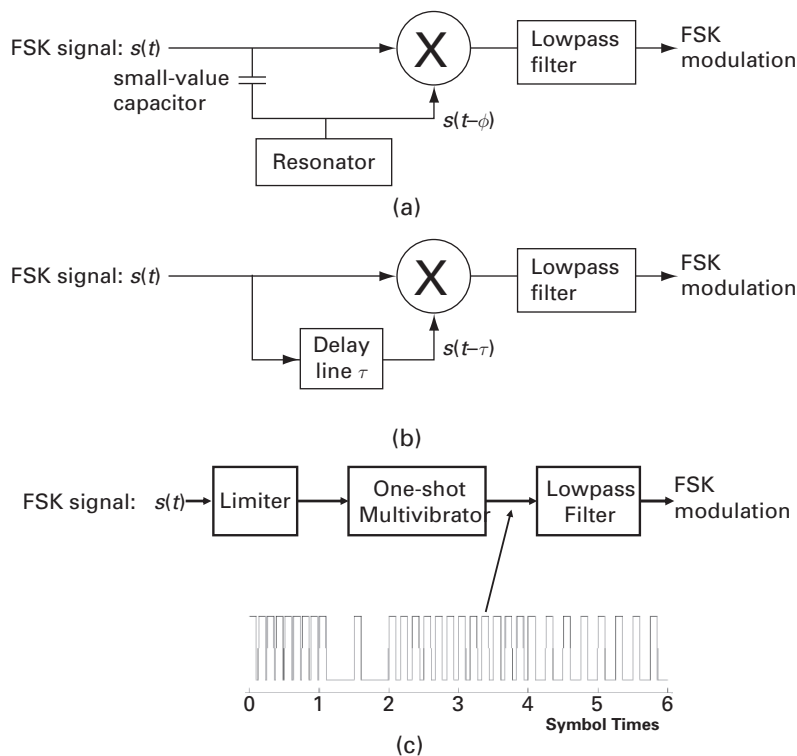 FSK signal: s(t)
small-value
capacitor
Resonator
X
s(t–ϕ)
Lowpass
filter
FSK
modulation
(a)
FSK signal: s(t)
Delay
line τ
X
s(t–τ)
Lowpass
filter
FSK
modulation
(b)
FSK signal: s(t)
Limiter
One-shot
Multivibrator
Lowpass
Filter
FSK
modulation
0 1 2 3 4 5 6
Symbol Times
(c)